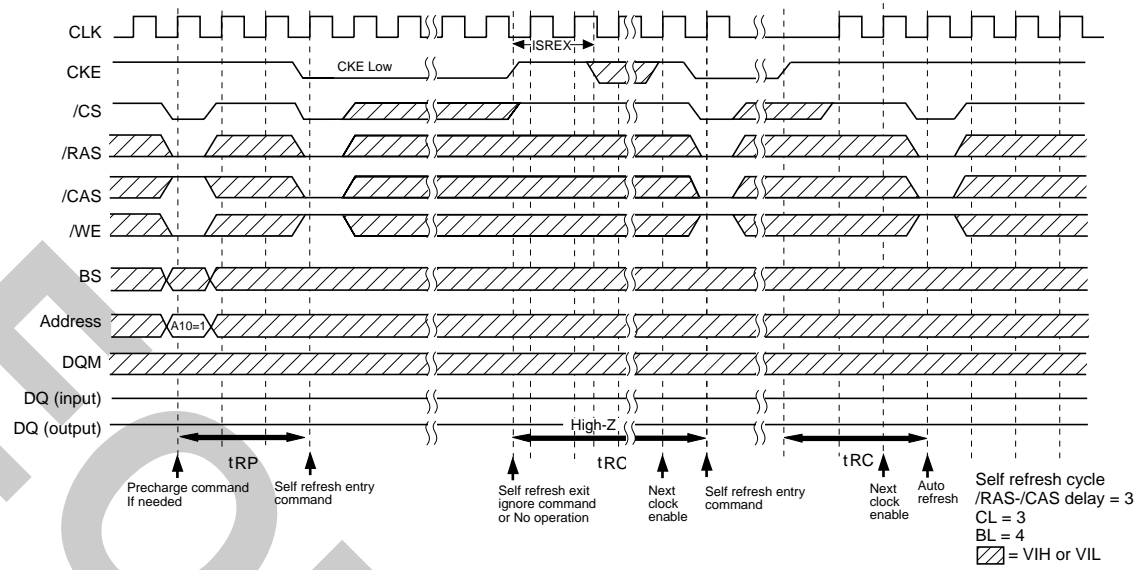 CLK
ISREX
CKE
CKE Low
/CS
/RAS
/CAS
/WE
BS
Address
A10=1
DQM
DQ (input)
DQ (output)
High-Z
tRP
tRC
tRC
Precharge command
If needed
Self refresh entry
command
Self refresh exit
ignore command
or No operation
Next
clock
enable
Self refresh entry
command
Next
clock
enable
Auto
refresh
Self refresh cycle
/RAS-/CAS delay = 3
CL = 3
BL = 4
= VIH or VIL